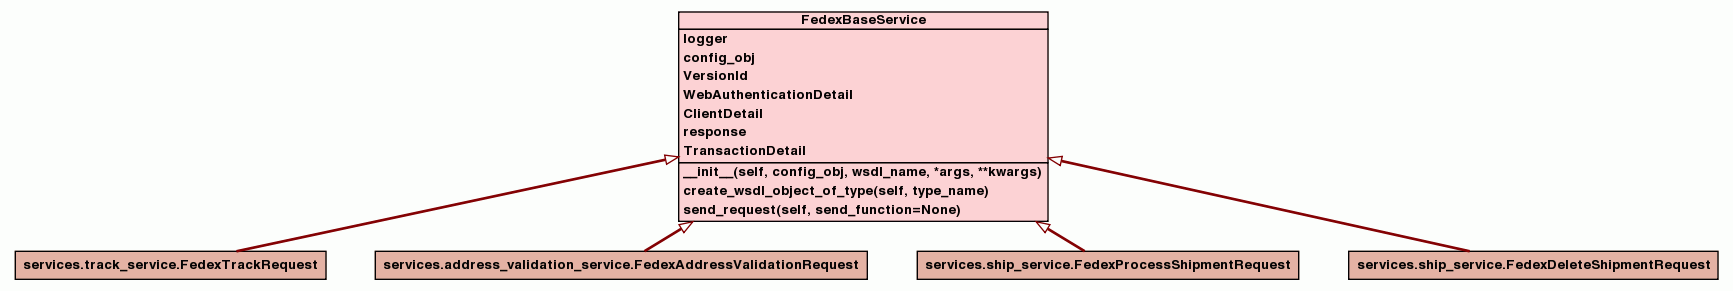 FedexBaseService
logger
config_obj
VersionId
WebAuthenticationDetail
ClientDetail
response
TransactionDetail
__init__(self, config_obj, wsdl_name, *args, **kwargs)
create_wsdl_object_of_type(self, type_name)
send_request(self, send_function=None)
services.track_service.FedexTrackRequest
services.address_validation_service.FedexAddressValidationRequest
services.ship_service.FedexProcessShipmentRequest
services.ship_service.FedexDeleteShipmentRequest